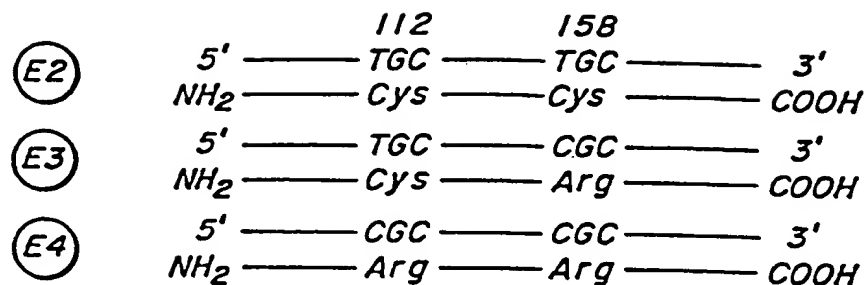 112 158
E2 5' TGC TGC 3'
NH2 Cys Cys COOH
E3 5' TGC CGC 3'
NH2 Cys Arg COOH
E4 5' CGC CGC 3'
NH2 Arg Arg COOH